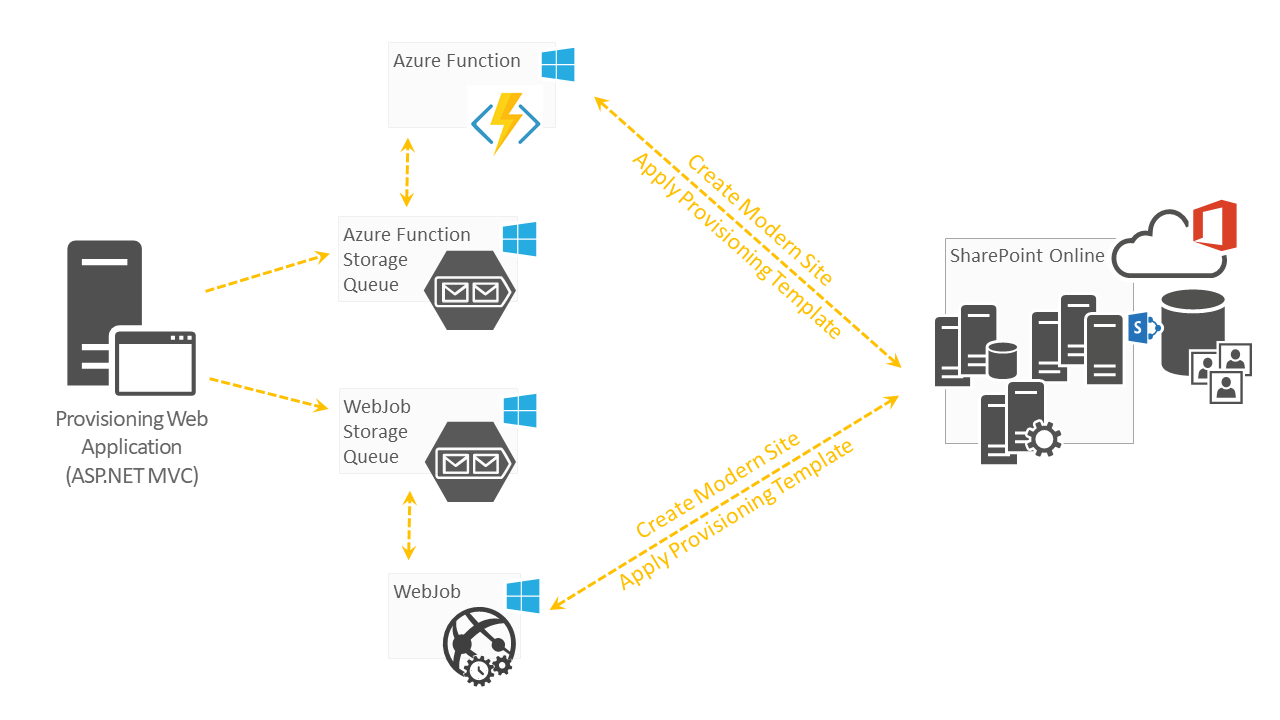 Azure Function
Create Modern Site
Apply Provisioning Template
Azure Function
Storage
Queue
SharePoint Online
S
Provisioning Web
Application
(ASP.NET MVC)
WebJob
Storage
Queue
Create Modern Site
Apply Provisioning Template
WebJob